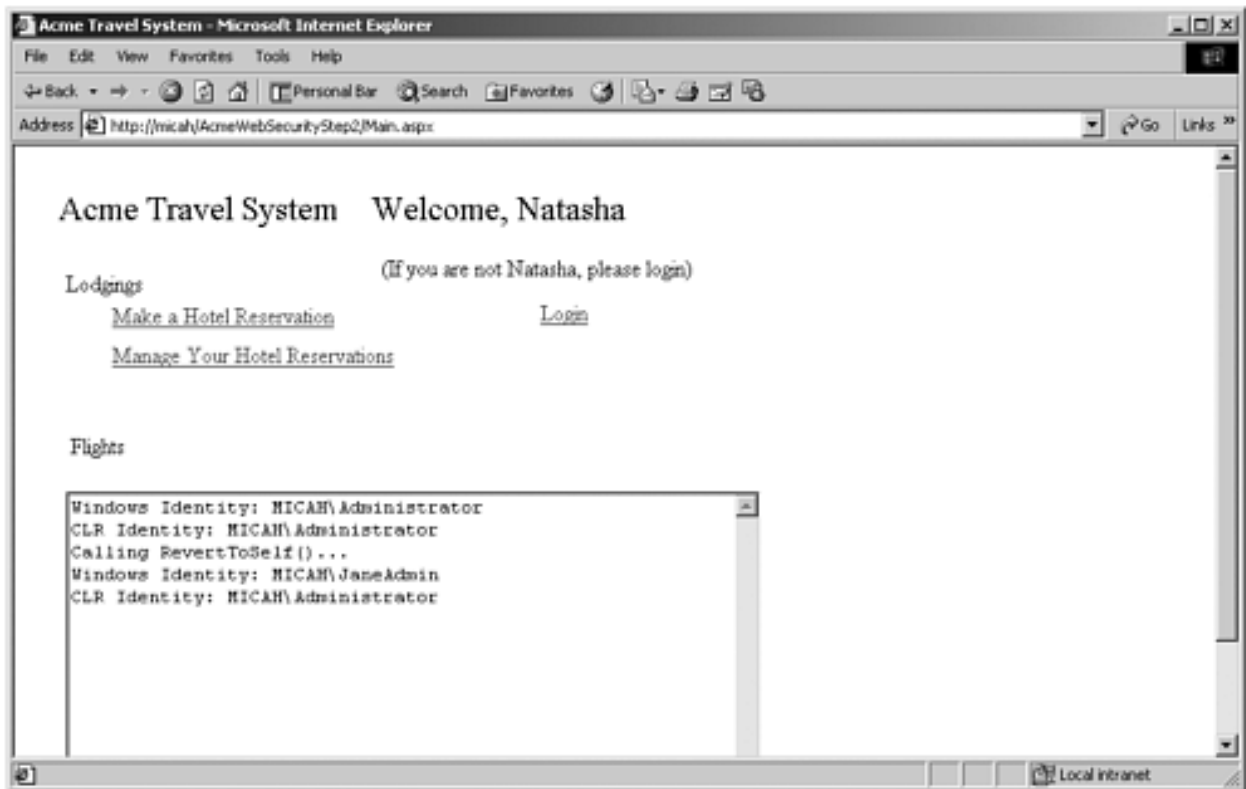 Acme Travel System - Microsoft Internet Explorer
File Edit View Favorites Tools Help
Back Personal Bar Search Favorites
Address http://micah/AcmeWebSecurityStep2/Main.aspx Go Links »
Acme Travel System Welcome, Natasha
(If you are not Natasha, please login)
Lodgings
Make a Hotel Reservation Login
Manage Your Hotel Reservations
Flights
Windows Identity: MICAH\Administrator
CLR Identity: MICAH\Administrator
Calling RevertToSelf()...
Windows Identity: MICAH\JaneAdmin
CLR Identity: MICAH\Administrator
Local intranet